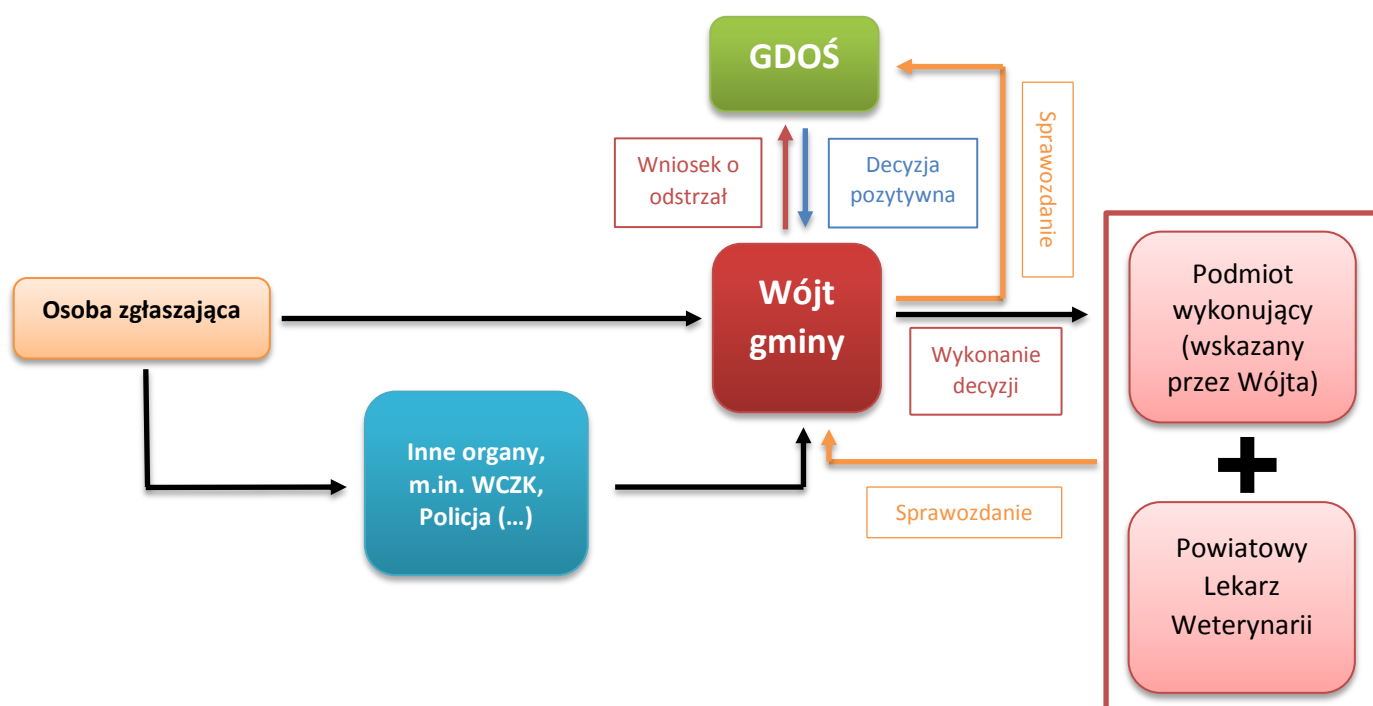 GDOŚ
Wniosek o
odstrzał
Decyzja
pozytywna
Sprawozdanie
Osoba zgłaszająca
Wójt
gminy
Wykonanie
decyzji
Podmiot
wykonujący
(wskazany
przez Wójta)
Inne organy,
m.in. WCZK,
Policja (…)
Sprawozdanie
Powiatowy
Lekarz
Weterynarii